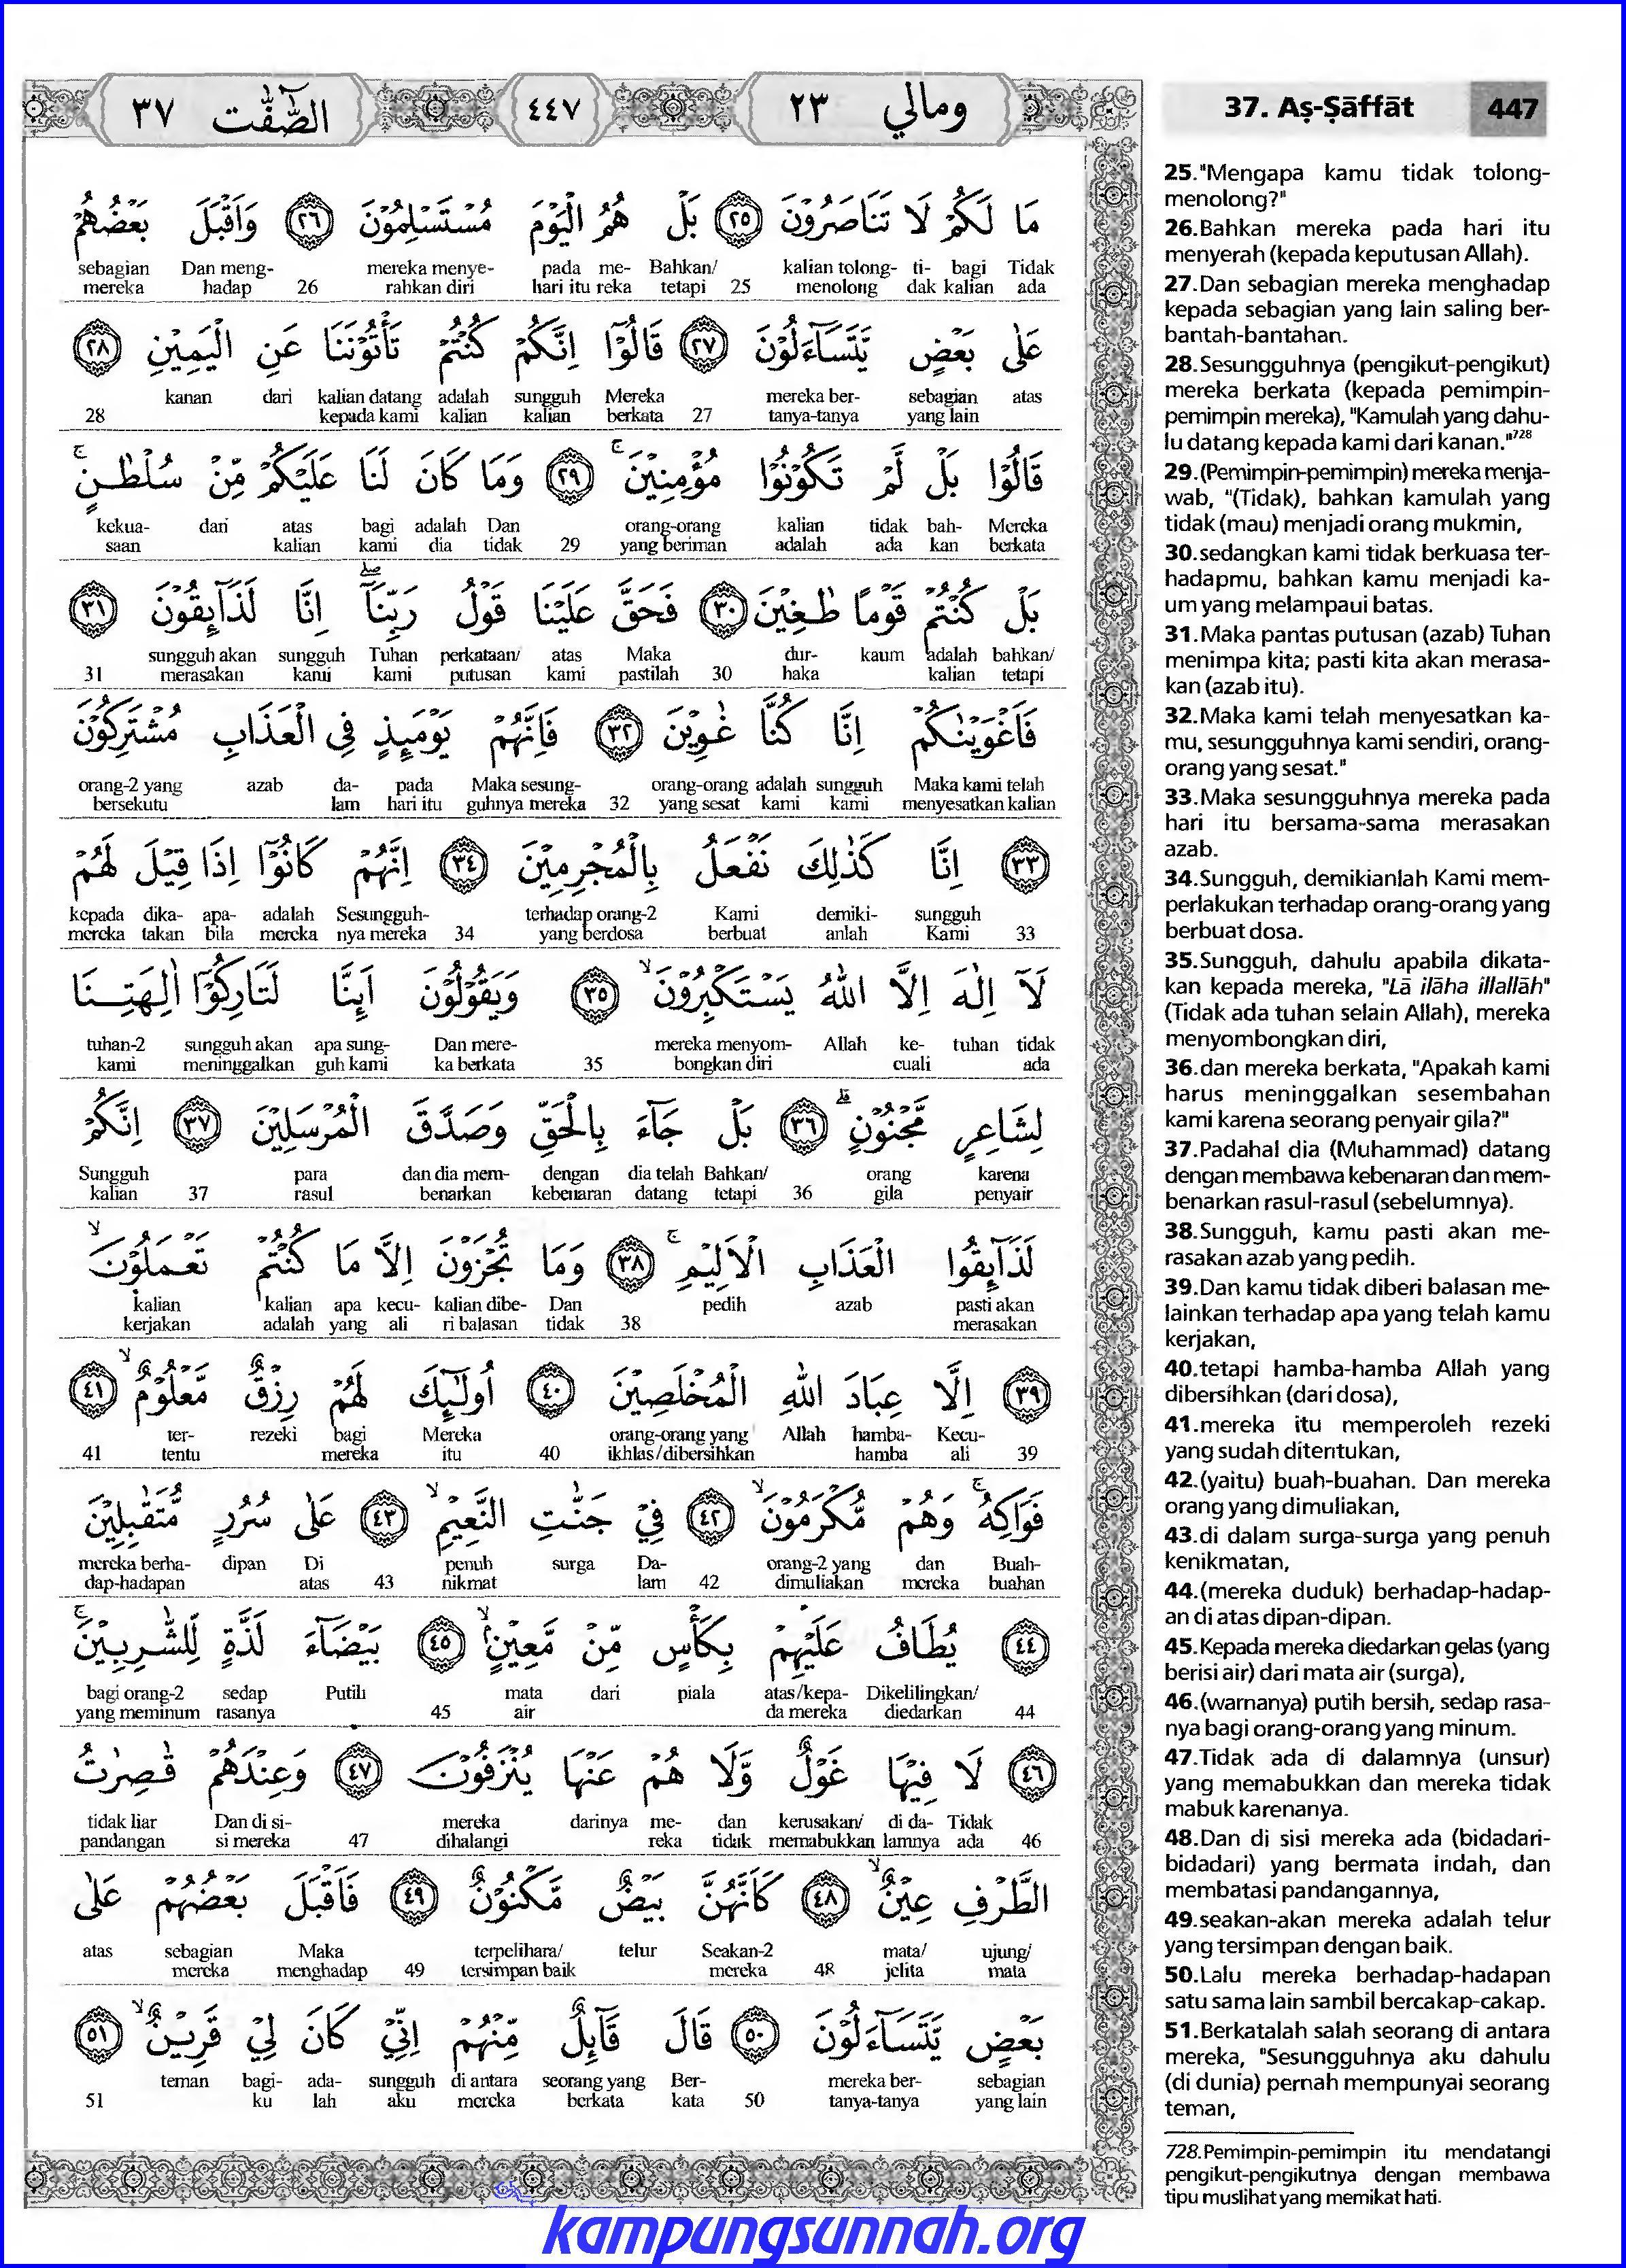 ومالي ٢٣
٤٤٧
الصّٰۤفّٰت ٣٧
مَا لَكُمْ لَا تَنَاصَرُوْنَ ٢٥ بَلْ هُمُ الْيَوْمَ مُسْتَسْلِمُوْنَ ٢٦ وَاَقْبَلَ بَعْضُهُمْ
Tidak bagi ti- kalian tolong- Bahkan/ me- pada mereka menye- Dan meng- sebagian
ada kalian dak menolong 25 tetapi reka hari itu rahkan diri 26 hadap mereka
عَلٰى بَعْضٍ يَّتَسَاۤءَلُوْنَ ٢٧ قَالُوْٓا اِنَّكُمْ كُنْتُمْ تَأْتُوْنَنَا عَنِ الْيَمِيْنِ ٢٨
atas sebagian mereka ber- Mereka sungguh adalah kalian datang dari kanan
yang lain tanya-tanya 27 berkata kalian kalian kepada kami 28
قَالُوْا بَلْ لَّمْ تَكُوْنُوْا مُؤْمِنِيْنَۚ ٢٩ وَمَا كَانَ لَنَا عَلَيْكُمْ مِّنْ سُلْطٰنٍۚ
Mereka bah- tidak kalian orang-orang Dan adalah bagi atas dari kekua-
berkata kan ada adalah yang beriman 29 tidak dia kami kalian saan
بَلْ كُنْتُمْ قَوْمًا طٰغِيْنَ ٣٠ فَحَقَّ عَلَيْنَا قَوْلُ رَبِّنَآ ۖاِنَّا لَذَاۤىِٕقُوْنَ ٣١
bahkan/ adalah kaum dur- Maka atas perkataan/ Tuhan sungguh sungguh akan
tetapi kalian haka 30 pastilah kami putusan kami kami merasakan 31
فَاَغْوَيْنٰكُمْ اِنَّا كُنَّا غٰوِيْنَ ٣٢ فَاِنَّهُمْ يَوْمَىِٕذٍ فِى الْعَذَابِ مُشْتَرِكُوْنَ
Maka kami telah sungguh adalah orang-orang Maka sesung- pada da- azab orang-2 yang
menyesatkan kalian kami kami yang sesat 32 guhnya mereka hari itu lam bersekutu
٣٣ اِنَّا كَذٰلِكَ نَفْعَلُ بِالْمُجْرِمِيْنَ ٣٤ اِنَّهُمْ كَانُوْٓا اِذَا قِيْلَ لَهُمْ
sungguh demiki- Kami terhadap orang-2 Sesungguh- adalah apa- dika- kepada
33 Kami anlah berbuat yang berdosa 34 nya mereka mereka bila takan mereka
لَآ اِلٰهَ اِلَّا اللّٰهُ يَسْتَكْبِرُوْنَۙ ٣٥ وَيَقُوْلُوْنَ اَىِٕنَّا لَتَارِكُوْٓا اٰلِهَتِنَا
tidak tuhan ke- Allah mereka menyom- Dan mere- apa sung- sungguh akan tuhan-2
ada cuali bongkan diri 35 ka berkata guh kami meninggalkan kami
لِشَاعِرٍ مَّجْنُوْنٍ ۗ ٣٦ بَلْ جَاۤءَ بِالْحَقِّ وَصَدَّقَ الْمُرْسَلِيْنَ ٣٧ اِنَّكُمْ
karena orang Bahkan/ dia telah dengan dan dia mem- para Sungguh
penyair gila 36 tetapi datang kebenaran benarkan rasul 37 kalian
لَذَاۤىِٕقُوا الْعَذَابِ الْاَلِيْمِ ۚ ٣٨ وَمَا تُجْزَوْنَ اِلَّا مَا كُنْتُمْ تَعْمَلُوْنَۙ
pasti akan azab pedih Dan kalian dibe- kecu- apa kalian kalian
merasakan 38 tidak ri balasan ali yang adalah kerjakan
٣٩ اِلَّا عِبَادَ اللّٰهِ الْمُخْلَصِيْنَ ٤٠ اُولٰۤىِٕكَ لَهُمْ رِزْقٌ مَّعْلُوْمٌۙ ٤١
Kecu- hamba- Allah orang-orang yang Mereka bagi rezeki ter-
39 ali hamba ikhlas/dibersihkan 40 itu mereka tentu 41
فَوَاكِهُ ۚوَهُمْ مُّكْرَمُوْنَۙ ٤٢ فِيْ جَنّٰتِ النَّعِيْمِۙ ٤٣ عَلٰى سُرُرٍ مُّتَقٰبِلِيْنَ
Buah- dan orang-2 yang Da- surga penuh Di dipan mereka berha-
buahan mereka dimuliakan 42 lam nikmat 43 atas dap-hadapan
٤٤ يُطَافُ عَلَيْهِمْ بِكَأْسٍ مِّنْ مَّعِيْنٍۙ ٤٥ بَيْضَاۤءَ لَذَّةٍ لِّلشّٰرِبِيْنَۚ
Dikelilingkan/ atas/kepa- piala dari mata Putih sedap bagi orang-2
44 diedarkan da mereka air 45 rasanya yang meminum
٤٦ لَا فِيْهَا غَوْلٌ وَّلَا هُمْ عَنْهَا يُنْزَفُوْنَ ٤٧ وَعِنْدَهُمْ قٰصِرٰتُ
Tidak di da- kerusakan/ dan me- darinya mereka Dan di si- tidak liar
46 ada lamnya memabukkan tidak reka dihalangi 47 si mereka pandangan
الطَّرْفِ عِيْنٌۙ ٤٨ كَاَنَّهُنَّ بَيْضٌ مَّكْنُوْنٌ ٤٩ فَاَقْبَلَ بَعْضُهُمْ عَلٰى
ujung/ mata/ Seakan-2 telur terpelihara/ Maka sebagian atas
mata jelita 48 mereka tersimpan baik 49 menghadap mereka
بَعْضٍ يَّتَسَاۤءَلُوْنَ ٥٠ قَالَ قَاۤىِٕلٌ مِّنْهُمْ اِنِّيْ كَانَ لِيْ قَرِيْنٌۙ ٥١
sebagian mereka ber- Ber- seorang yang di antara sungguh ada- bagi- teman
yang lain tanya-tanya 50 kata berkata mereka aku lah ku 51
37. Aṣ-Ṣāffāt 447
25."Mengapa kamu tidak tolong-
menolong?"
26.Bahkan mereka pada hari itu
menyerah (kepada keputusan Allah).
27.Dan sebagian mereka menghadap
kepada sebagian yang lain saling ber-
bantah-bantahan.
28.Sesungguhnya (pengikut-pengikut)
mereka berkata (kepada pemimpin-
pemimpin mereka), "Kamulah yang dahu-
lu datang kepada kami dari kanan."728
29.(Pemimpin-pemimpin) mereka menja-
wab, "(Tidak), bahkan kamulah yang
tidak (mau) menjadi orang mukmin,
30.sedangkan kami tidak berkuasa ter-
hadapmu, bahkan kamu menjadi ka-
um yang melampaui batas.
31.Maka pantas putusan (azab) Tuhan
menimpa kita; pasti kita akan merasa-
kan (azab itu).
32.Maka kami telah menyesatkan ka-
mu, sesungguhnya kami sendiri, orang-
orang yang sesat."
33.Maka sesungguhnya mereka pada
hari itu bersama-sama merasakan
azab.
34.Sungguh, demikianlah Kami mem-
perlakukan terhadap orang-orang yang
berbuat dosa.
35.Sungguh, dahulu apabila dikata-
kan kepada mereka, "Lā ilāha illallāh"
(Tidak ada tuhan selain Allah), mereka
menyombongkan diri,
36.dan mereka berkata, "Apakah kami
harus meninggalkan sesembahan
kami karena seorang penyair gila?"
37.Padahal dia (Muhammad) datang
dengan membawa kebenaran dan mem-
benarkan rasul-rasul (sebelumnya).
38.Sungguh, kamu pasti akan me-
rasakan azab yang pedih.
39.Dan kamu tidak diberi balasan me-
lainkan terhadap apa yang telah kamu
kerjakan,
40.tetapi hamba-hamba Allah yang
dibersihkan (dari dosa),
41.mereka itu memperoleh rezeki
yang sudah ditentukan,
42.(yaitu) buah-buahan. Dan mereka
orang yang dimuliakan,
43.di dalam surga-surga yang penuh
kenikmatan,
44.(mereka duduk) berhadap-hadap-
an di atas dipan-dipan.
45.Kepada mereka diedarkan gelas (yang
berisi air) dari mata air (surga),
46.(warnanya) putih bersih, sedap rasa-
nya bagi orang-orang yang minum.
47.Tidak ada di dalamnya (unsur)
yang memabukkan dan mereka tidak
mabuk karenanya.
48.Dan di sisi mereka ada (bidadari-
bidadari) yang bermata indah, dan
membatasi pandangannya,
49.seakan-akan mereka adalah telur
yang tersimpan dengan baik.
50.Lalu mereka berhadap-hadapan
satu sama lain sambil bercakap-cakap.
51.Berkatalah salah seorang di antara
mereka, "Sesungguhnya aku dahulu
(di dunia) pernah mempunyai seorang
teman,
728.Pemimpin-pemimpin itu mendatangi
pengikut-pengikutnya dengan membawa
tipu muslihat yang memikat hati.
kampungsunnah.org